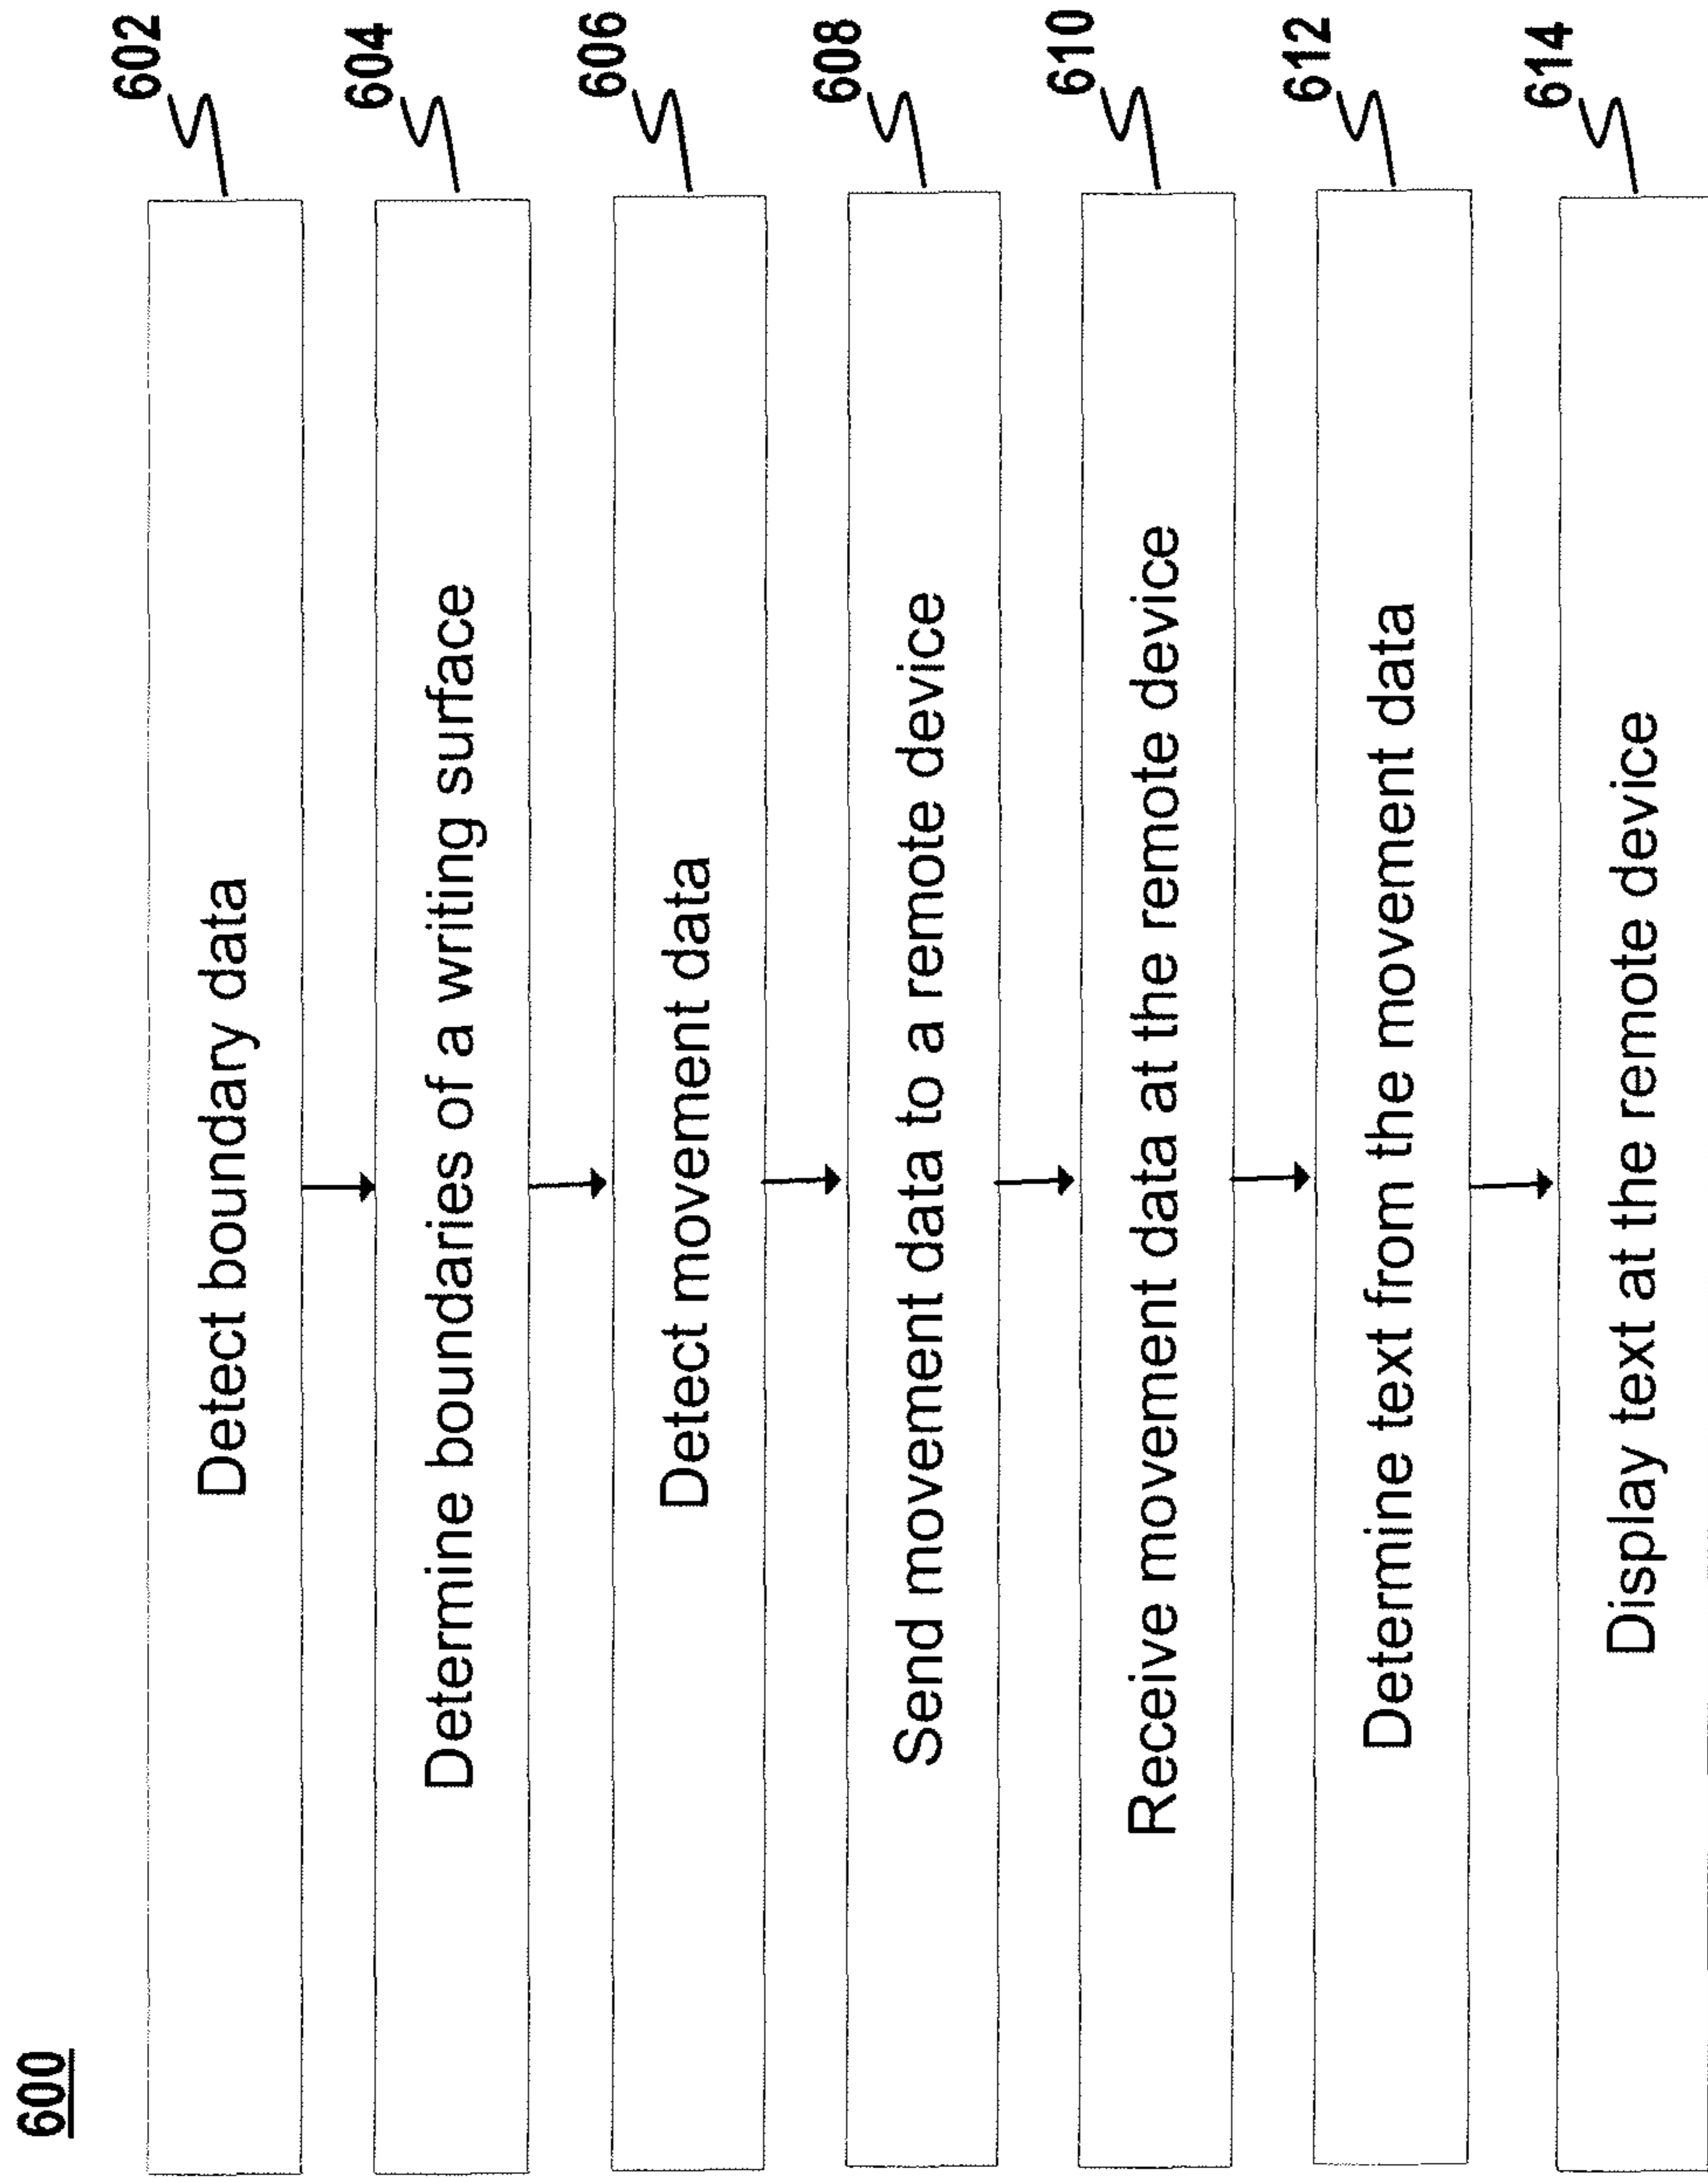 600
Detect boundary data
602
Determine boundaries of a writing surface
604
Detect movement data
606
Send movement data to a remote device
608
Receive movement data at the remote device
610
Determine text from the movement data
612
Display text at the remote device
614